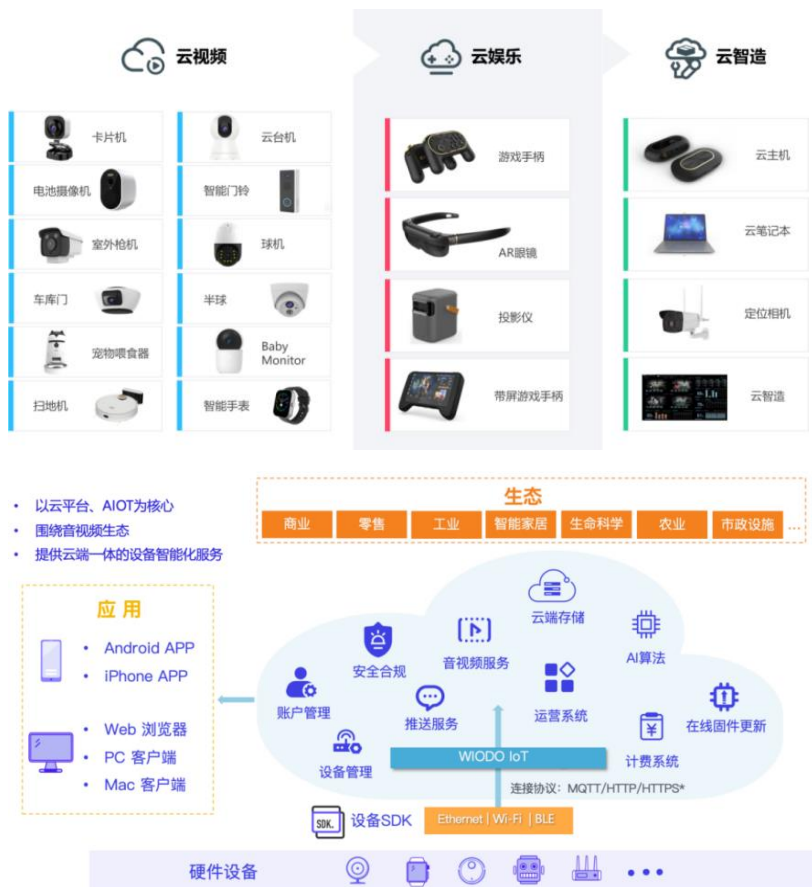 云视频
云娱乐
云智造
卡片机
云台机
电池摄像机
智能门铃
室外枪机
球机
车库门
半球
宠物喂食器
Baby
Monitor
扫地机
智能手表
游戏手柄
AR眼镜
投影仪
带屏游戏手柄
云主机
云笔记本
定位相机
云智造
• 以云平台、AIOT为核心
• 围绕音视频生态
• 提供云端一体的设备智能化服务
生态
商业
零售
工业
智能家居
生命科学
农业
市政设施
...
应用
• Android APP
• iPhone APP
• Web 浏览器
• PC 客户端
• Mac 客户端
云端存储
音视频服务
AI算法
安全合规
账户管理
推送服务
运营系统
在线固件更新
设备管理
计费系统
WIODO IoT
连接协议：MQTT/HTTP/HTTPS*
SDK.
设备SDK
Ethernet | Wi-Fi | BLE
硬件设备